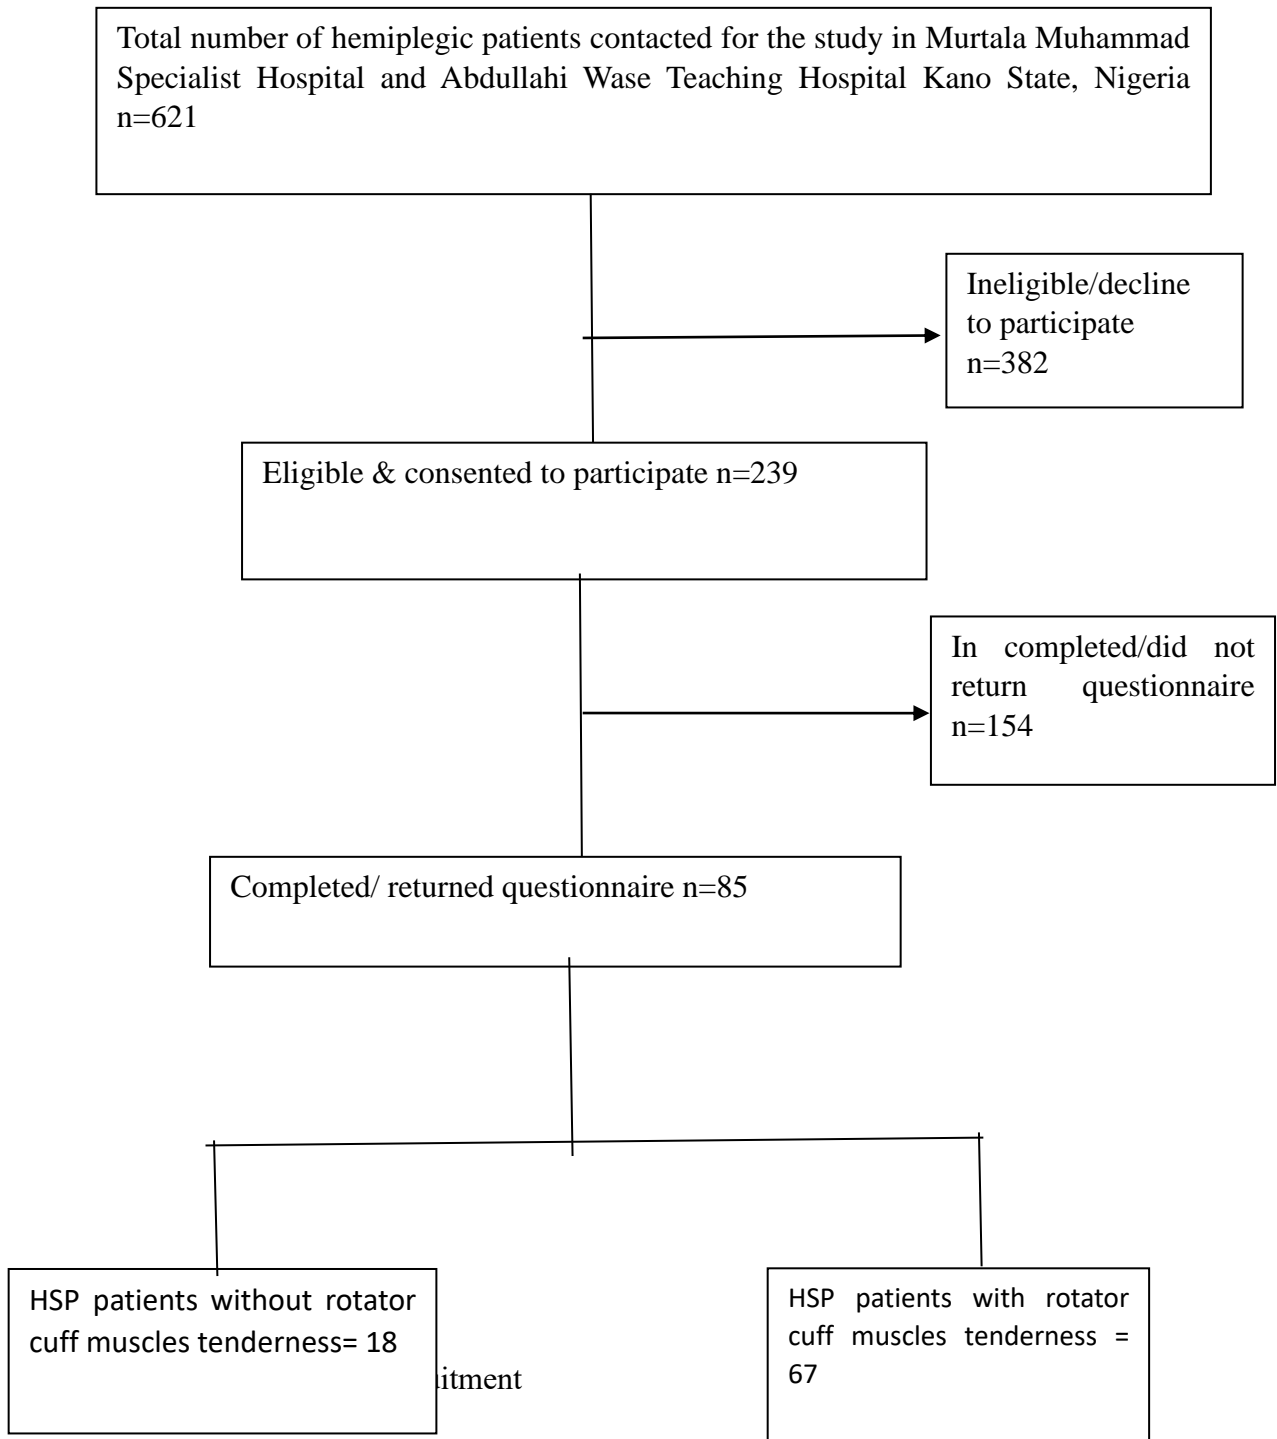 Total number of hemiplegic patients contacted for the study in Murtala Muhammad
Specialist Hospital and Abdullahi Wase Teaching Hospital Kano State, Nigeria
n=621
Ineligible/decline
to participate
n=382
Eligible & consented to participate n=239
In completed/did not
return questionnaire
n=154
Completed/ returned questionnaire n=85
HSP patients without rotator
cuff muscles tenderness= 18
HSP patients with rotator
cuff muscles tenderness =
67